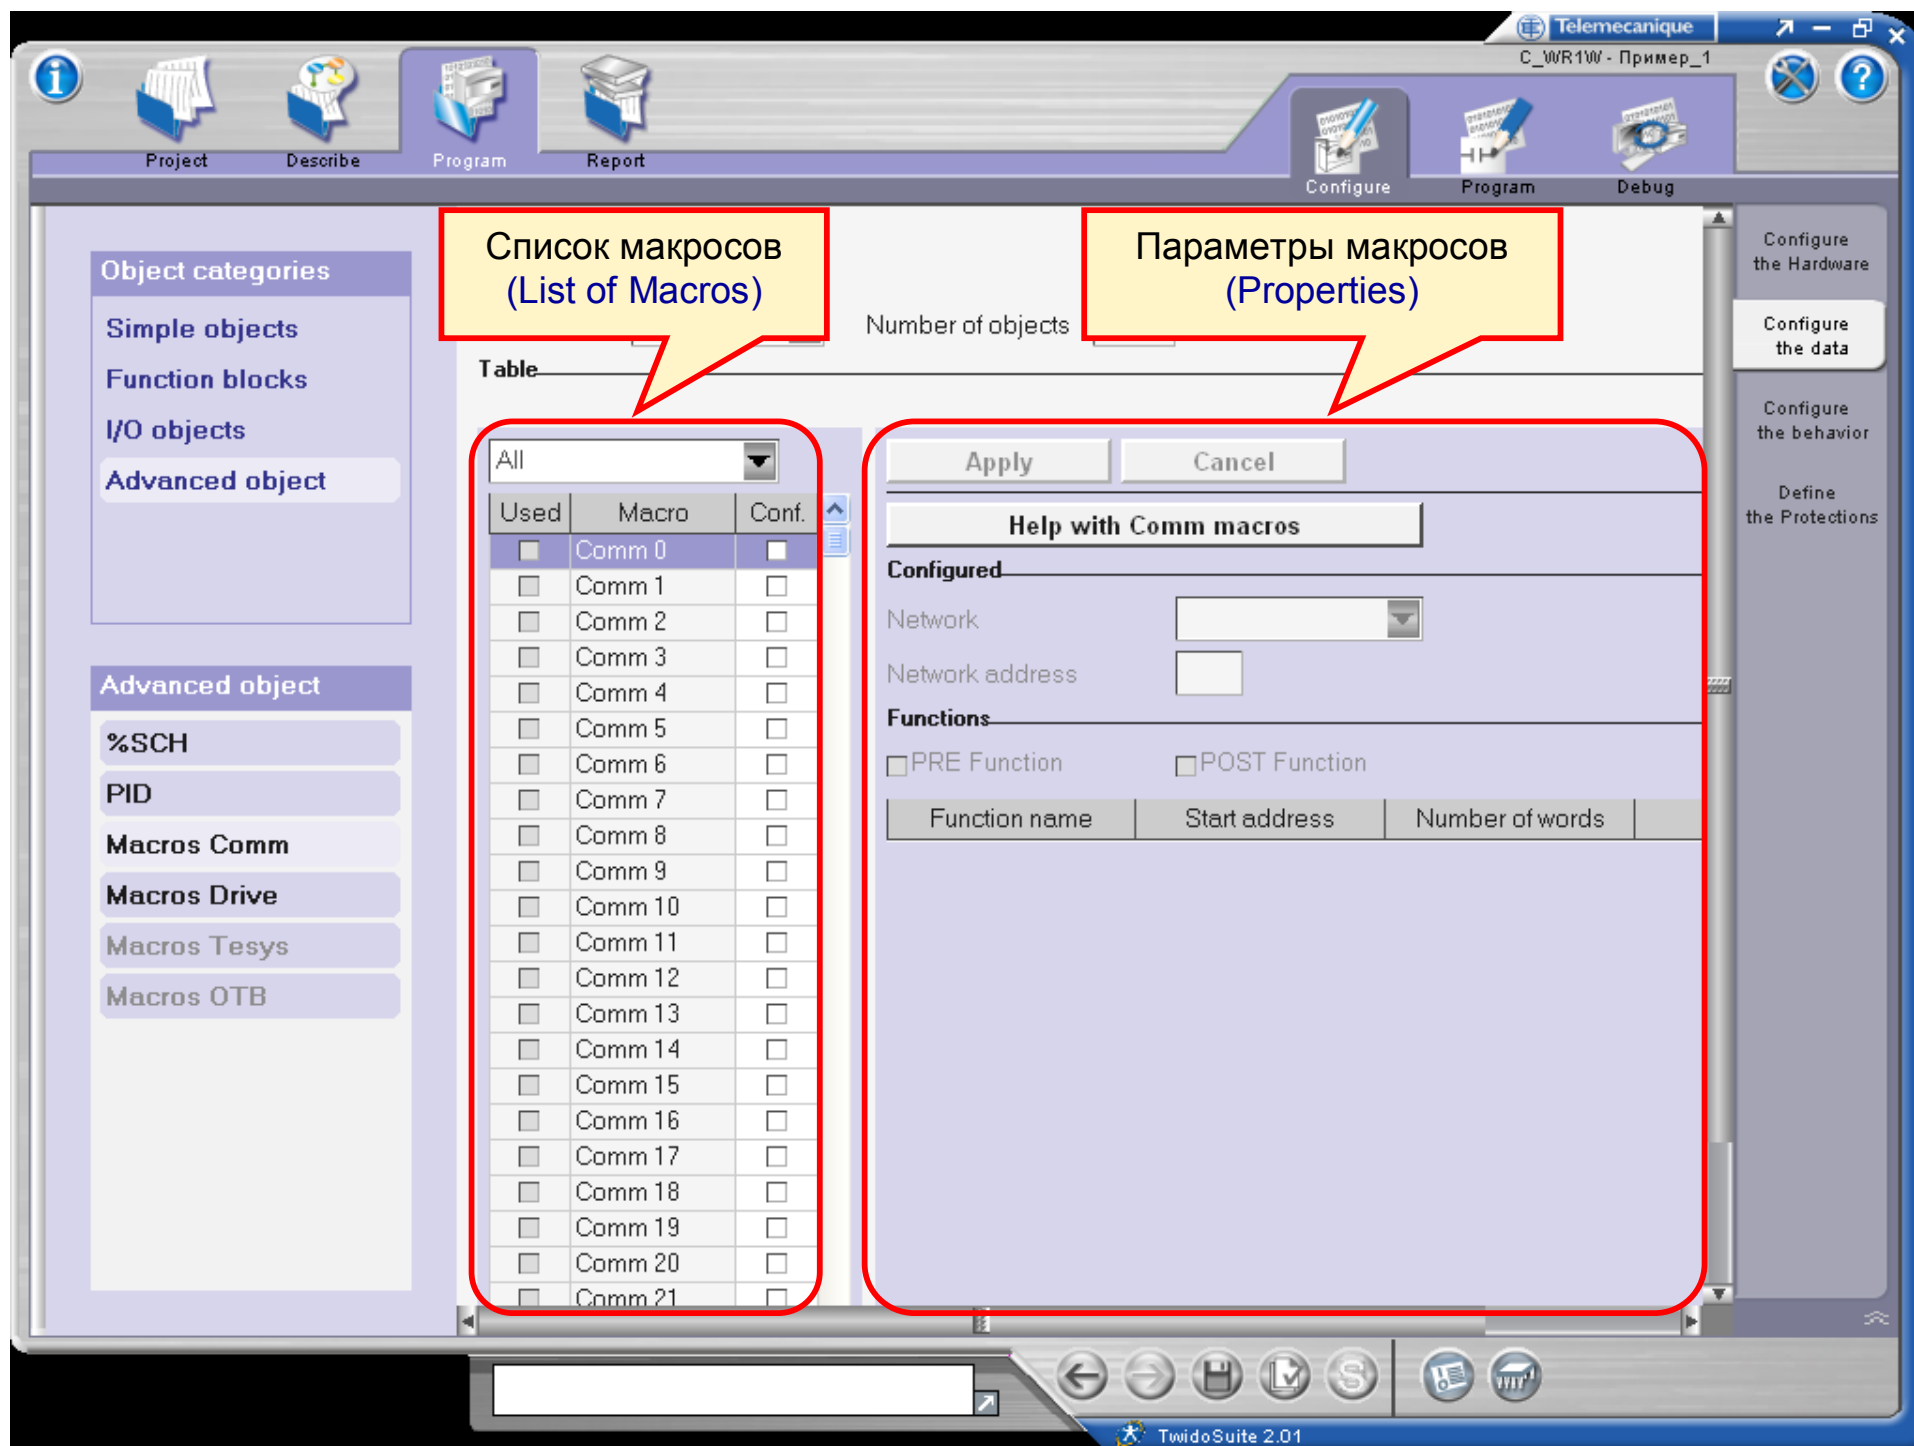 Telemecanique
C_WR1W - Пример_1
Project
Describe
Program
Report
Configure
Program
Debug
Список макросов
(List of Macros)
Параметры макросов
(Properties)
Object categories
Simple objects
Function blocks
I/O objects
Advanced object
Number of objects
Table
All
Used Macro Conf.
Comm 0
Comm 1
Comm 2
Comm 3
Comm 4
Comm 5
Comm 6
Comm 7
Comm 8
Comm 9
Comm 10
Comm 11
Comm 12
Comm 13
Comm 14
Comm 15
Comm 16
Comm 17
Comm 18
Comm 19
Comm 20
Comm 21
Apply Cancel
Help with Comm macros
Configured
Network
Network address
Functions
PRE Function POST Function
Function name Start address Number of words
Advanced object
%SCH
PID
Macros Comm
Macros Drive
Macros Tesys
Macros OTB
Configure
the Hardware
Configure
the data
Configure
the behavior
Define
the Protections
TwidoSuite 2.01